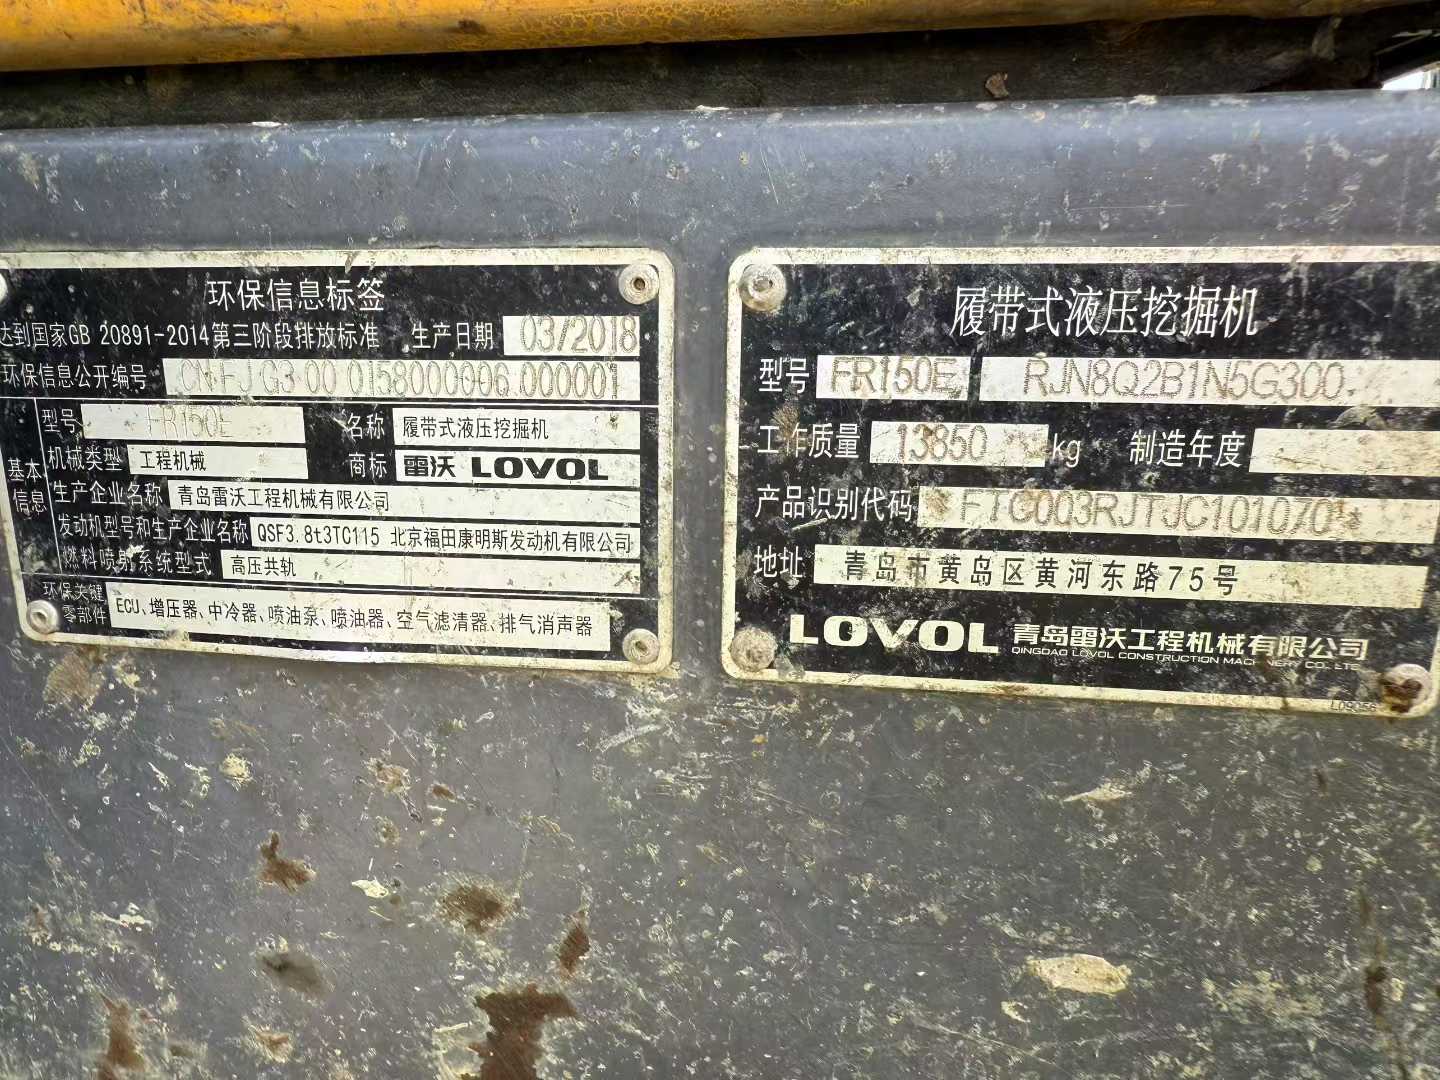 环保信息标签
达到国家GB 20891-2014第三阶段排放标准 生产日期 03/2018
环保信息公开编号 CN FJ G3 00 0158000006 000001
基本信息
型号 FR150E 名称 履带式液压挖掘机
机械类型 工程机械 商标 雷沃 LOVOL
生产企业名称 青岛雷沃工程机械有限公司
发动机型号和生产企业名称 QSF3.8t3TC115 北京福田康明斯发动机有限公司
燃料喷射系统型式 高压共轨
环保关键零部件 ECU、增压器、中冷器、喷油泵、喷油器、空气滤清器、排气消声器
履带式液压挖掘机
型号 FR150E RJN8Q2B1N5G300
工作质量 13850 kg 制造年度
产品识别代码 FTC003RJTJC101070
地址 青岛市黄岛区黄河东路75号
LOVOL 青岛雷沃工程机械有限公司
QINGDAO LOVOL CONSTRUCTION MACHINERY CO., LTD.